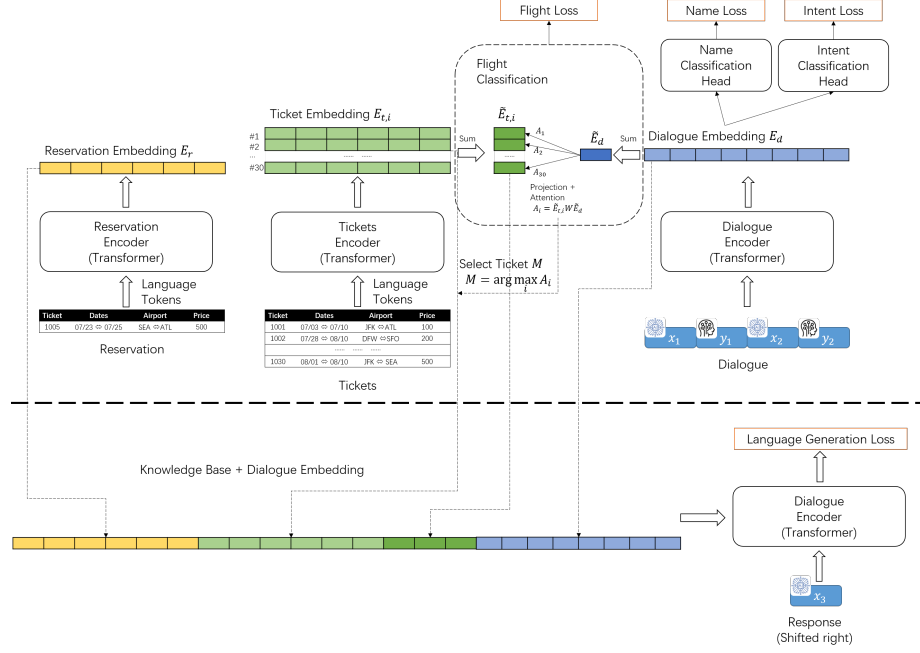 Flight Loss
Name Loss
Intent Loss
Name
Classification
Head
Intent
Classification
Head
Flight
Classification
Ticket Embedding E_{t,i}
Ẽ_{t,i}
#1
#2
...
......
#30
Sum
A_1
A_2
......
A_{30}
Ẽ_d
Sum
Dialogue Embedding E_d
Reservation Embedding E_r
Projection +
Attention
A_i = Ẽ_{t,i}WẼ_d
Reservation
Encoder
(Transformer)
Tickets
Encoder
(Transformer)
Dialogue
Encoder
(Transformer)
Select Ticket M
M = arg max A_i
i
Language
Tokens
Language
Tokens
Ticket Dates Airport Price
1005 07/23 ⇔ 07/25 SEA ⇔ATL 500
Reservation
Ticket Dates Airport Price
1001 07/03 ⇔ 07/10 JFK ⇔ATL 100
1002 07/28 ⇔ 08/10 DFW ⇔SFO 200
...... ...... ......
1030 08/01 ⇔ 08/10 JFK ⇔ SEA 500
Tickets
x_1 y_1 x_2 y_2
Dialogue
Language Generation Loss
Knowledge Base + Dialogue Embedding
Dialogue
Encoder
(Transformer)
x_3
Response
(Shifted right)